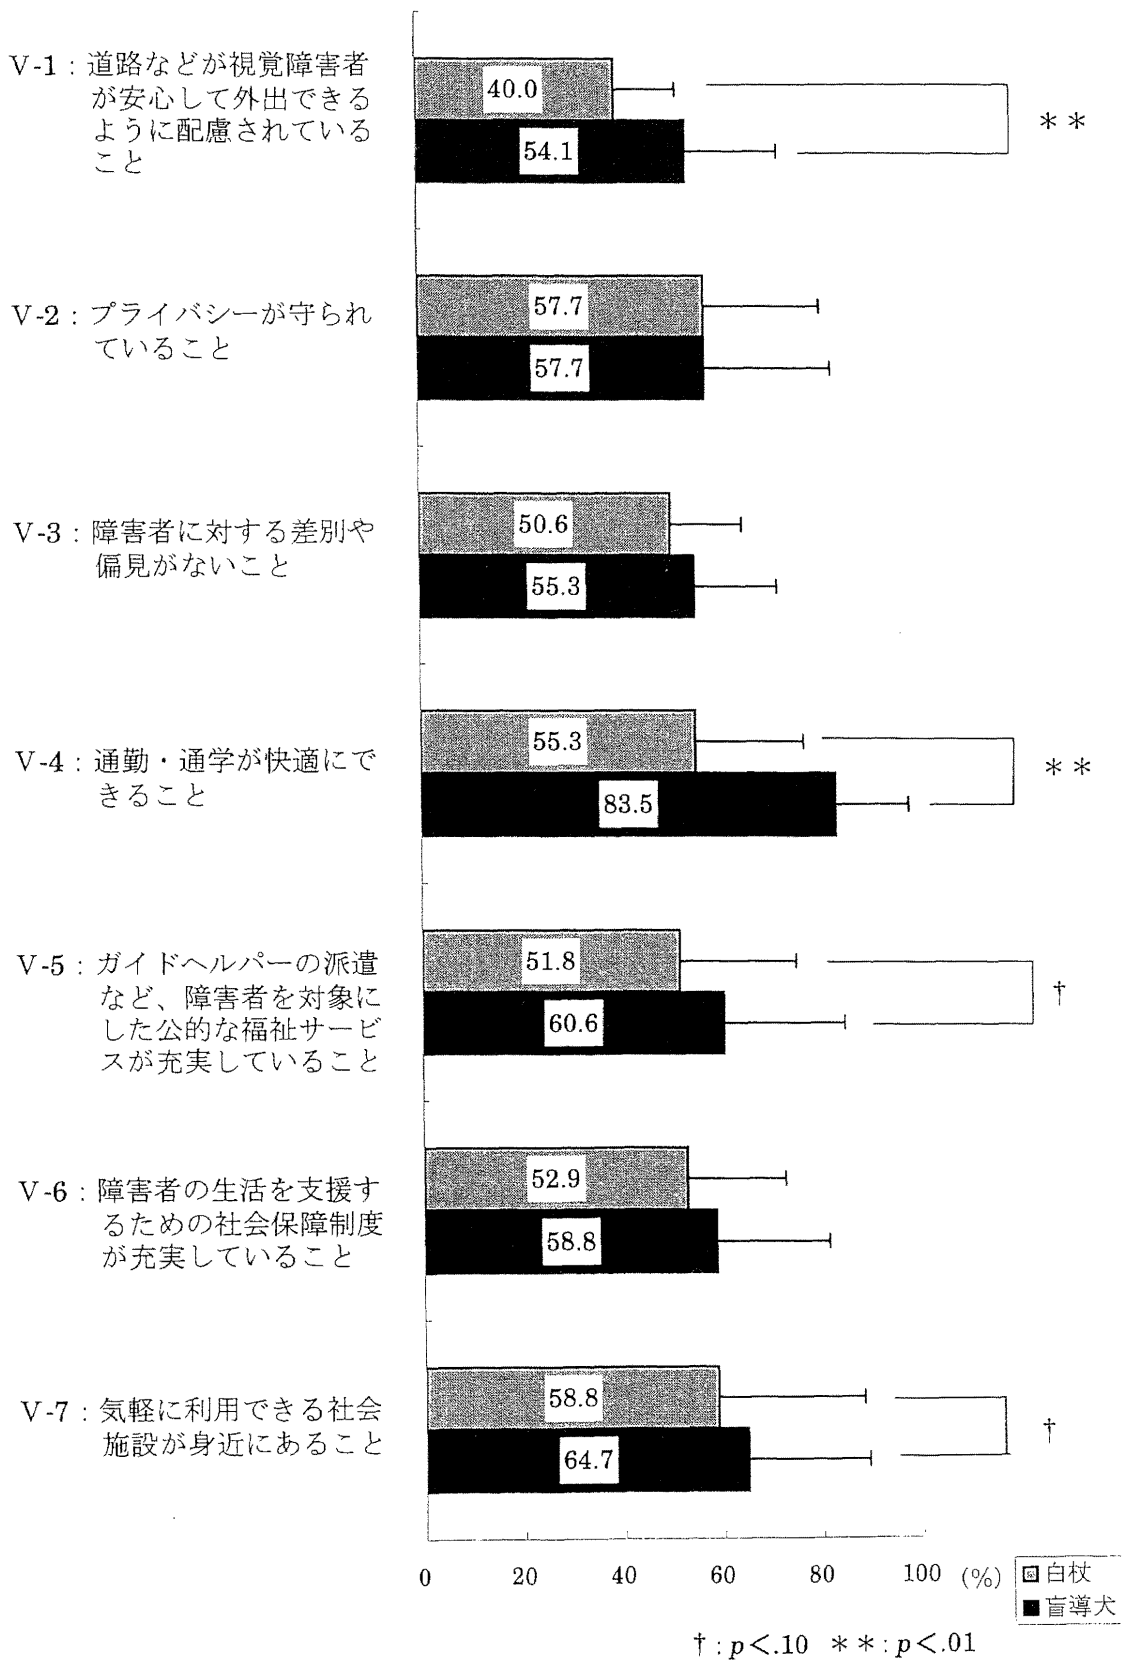 V-1：道路などが視覚障害者
が安心して外出できる
ように配慮されている
こと
40.0
54.1
＊＊
V-2：プライバシーが守られ
ていること
57.7
57.7
V-3：障害者に対する差別や
偏見がないこと
50.6
55.3
V-4：通勤・通学が快適にで
きること
55.3
83.5
＊＊
V-5：ガイドヘルパーの派遣
など、障害者を対象に
した公的な福祉サービ
スが充実していること
51.8
60.6
†
V-6：障害者の生活を支援す
るための社会保障制度
が充実していること
52.9
58.8
V-7：気軽に利用できる社会
施設が身近にあること
58.8
64.7
†
0 20 40 60 80 100 (%)
白杖
盲導犬
†：p＜.10 ＊＊：p＜.01